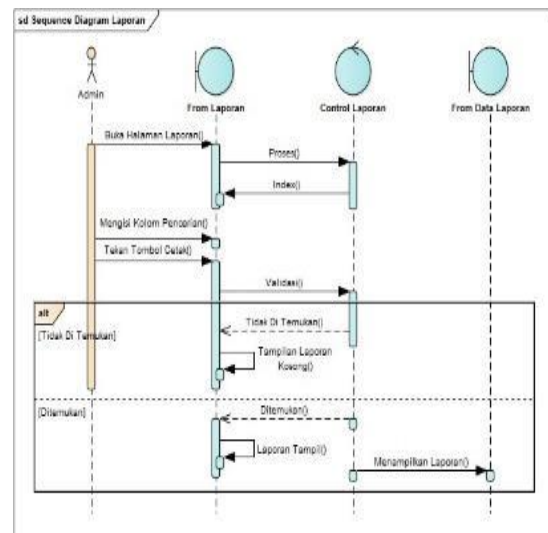 sd Sequence Diagram Laporan
Admin
From Laporan
Control Laporan
From Data Laporan
Buka Halaman Laporan()
Proses()
Index()
Mengisi Kolom Pencarian()
Tekan Tombol Cetak()
Validasi()
alt
Tidak Di Temukan()
[Tidak Di Temukan]
Tampilan Laporan
Kosong()
[Ditemukan]
Ditemukan()
Laporan Tampil()
Menampilkan Laporan()